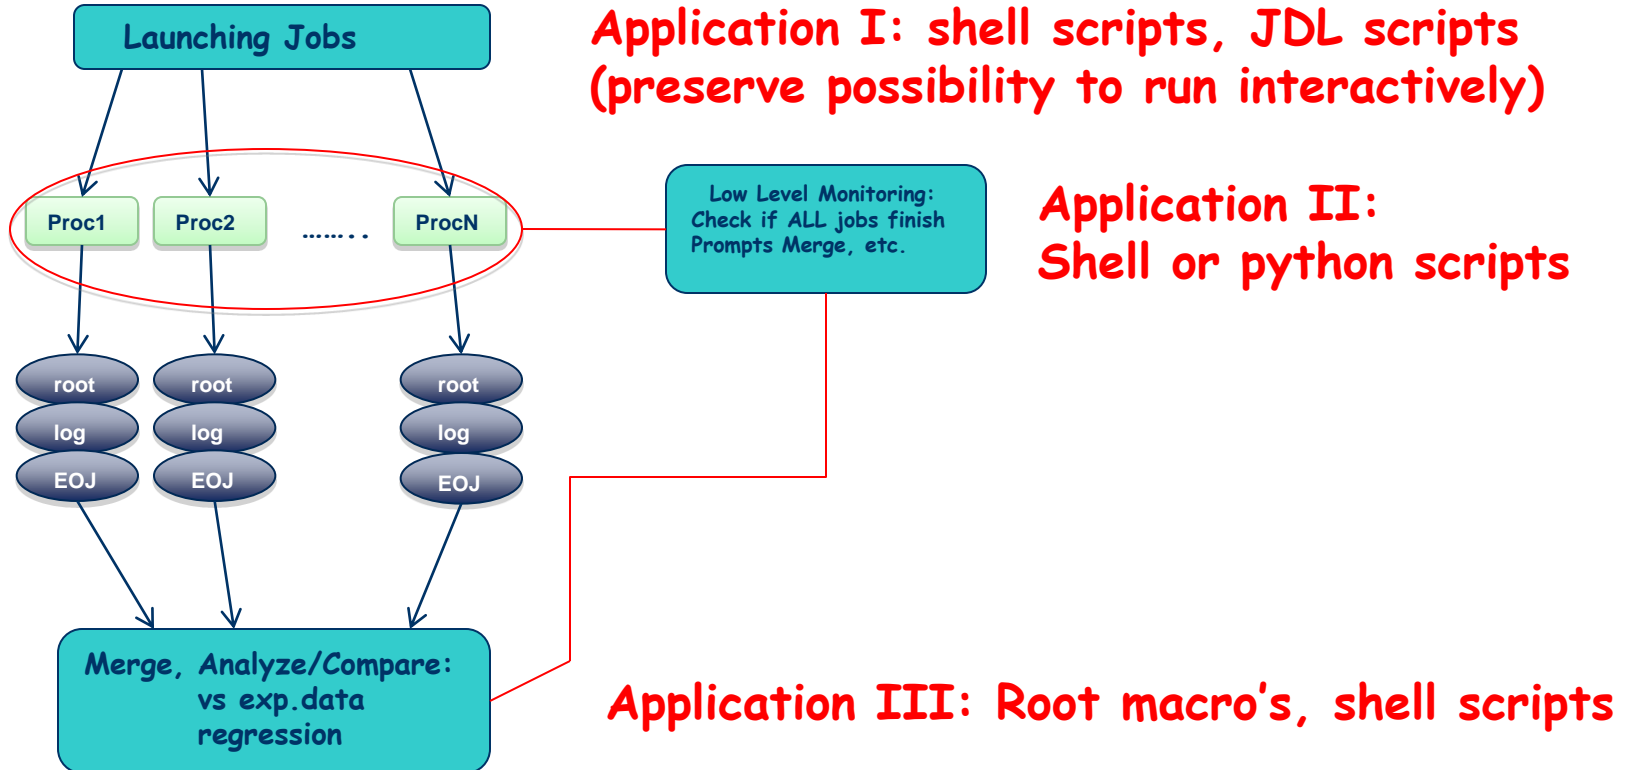 Launching Jobs
Application I: shell scripts, JDL scripts
(preserve possibility to run interactively)
Proc1
Proc2
........
ProcN
Low Level Monitoring:
Check if ALL jobs finish
Prompts Merge, etc.
Application II:
Shell or python scripts
root
root
root
log
log
log
EOJ
EOJ
EOJ
Merge, Analyze/Compare:
vs exp.data
regression
Application III: Root macro's, shell scripts